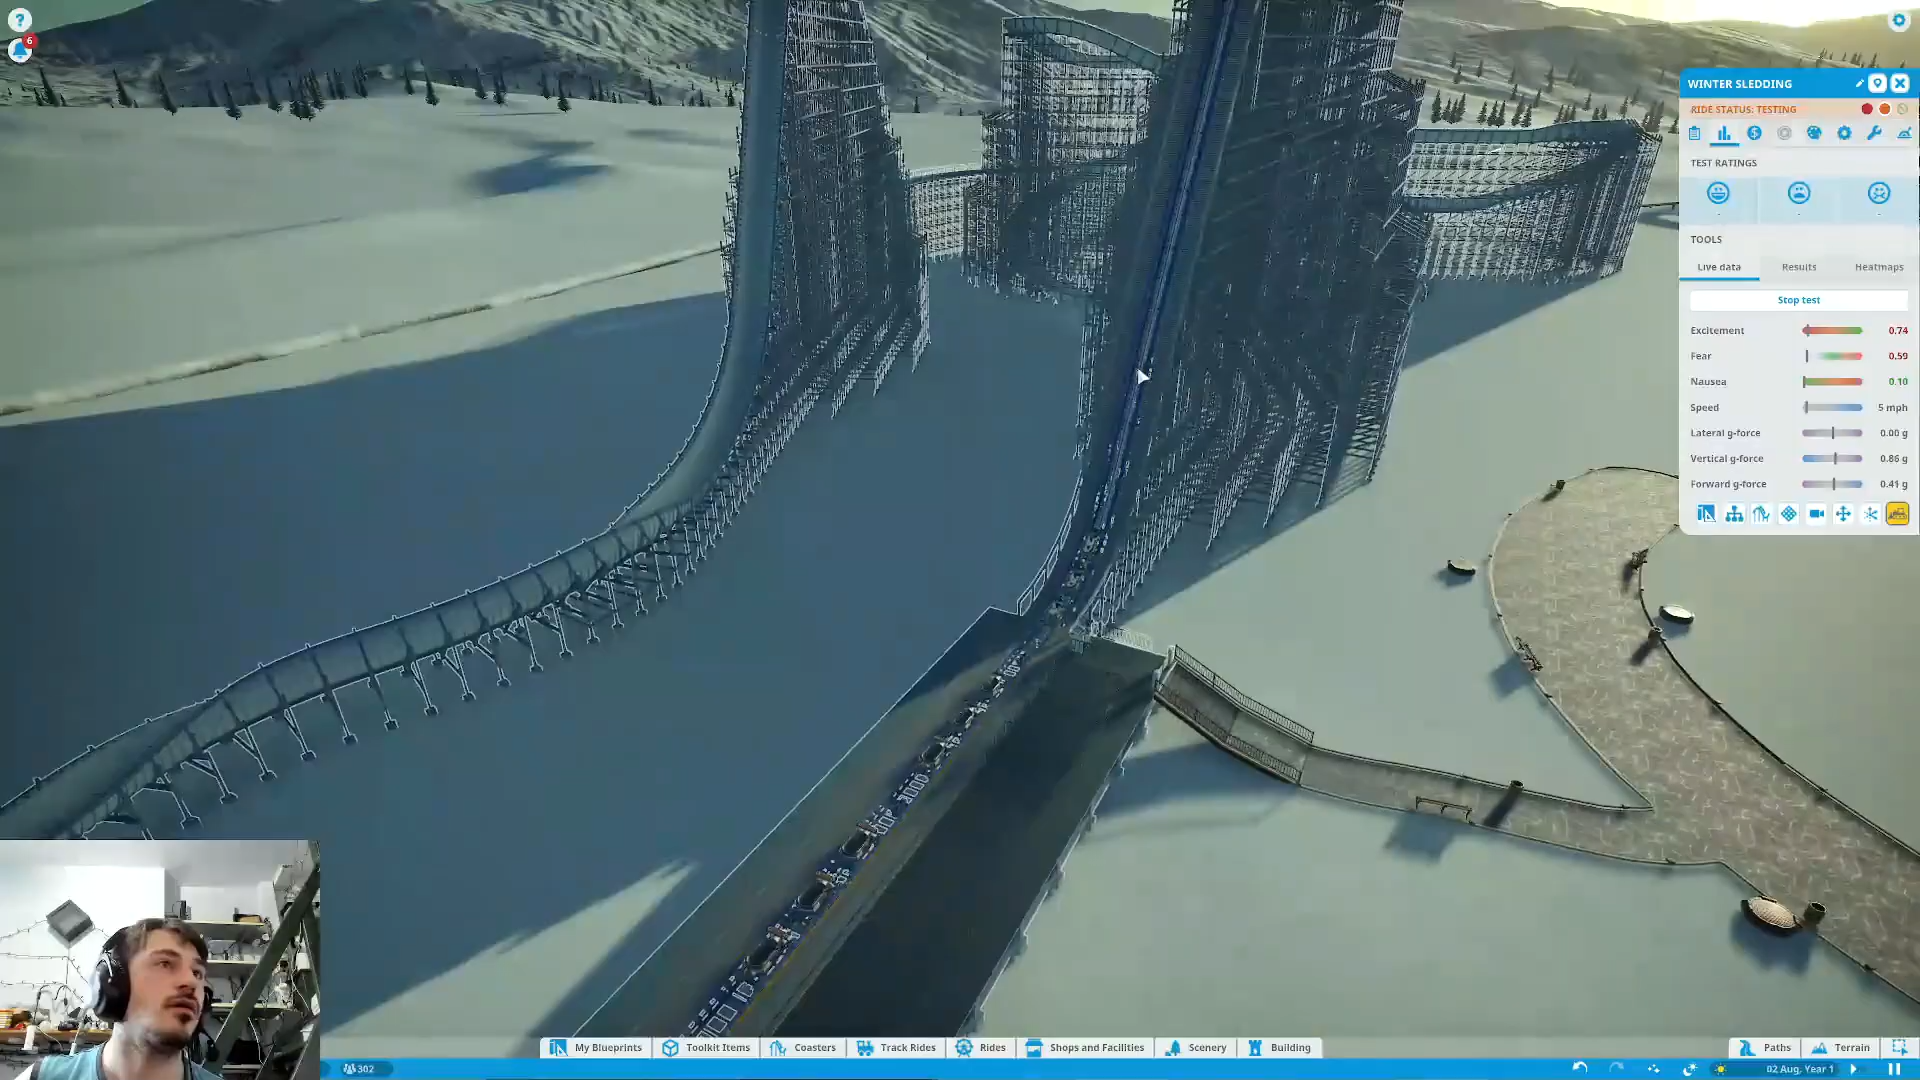 6
WINTER SLEDDING
RIDE STATUS: TESTING
TEST RATINGS
- - -
TOOLS
Live data Results Heatmaps
Stop test
Excitement 0.74
Fear 0.59
Nausea 0.10
Speed 5 mph
Lateral g-force 0.00 g
Vertical g-force 0.86 g
Forward g-force 0.41 g
My Blueprints Toolkit Items Coasters Track Rides Rides Shops and Facilities Scenery Building Paths Terrain
302 02 Aug, Year 1